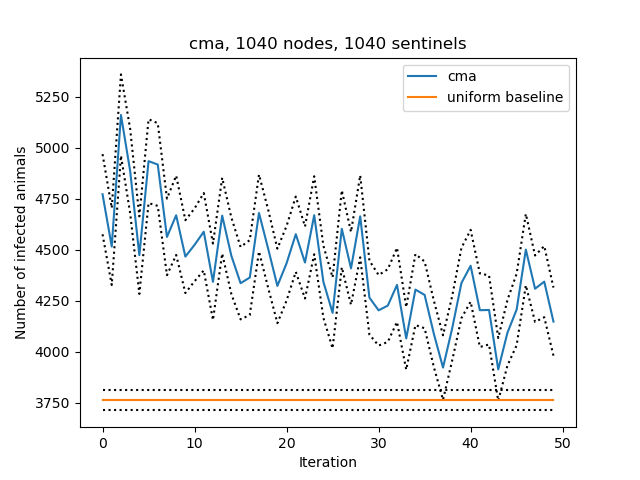 cma, 1040 nodes, 1040 sentinels
cma
uniform baseline
Number of infected animals
5250
5000
4750
4500
4250
4000
3750
0 10 20 30 40 50
Iteration